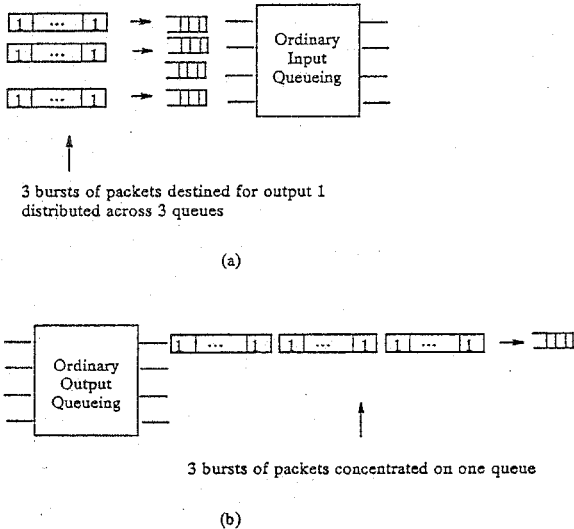 1 ... 1
1 ... 1
1 ... 1
Ordinary
Input
Queueing
3 bursts of packets destined for output 1
distributed across 3 queues
(a)
Ordinary
Output
Queueing
1 ... 1 1 ... 1 1 ... 1
3 bursts of packets concentrated on one queue
(b)